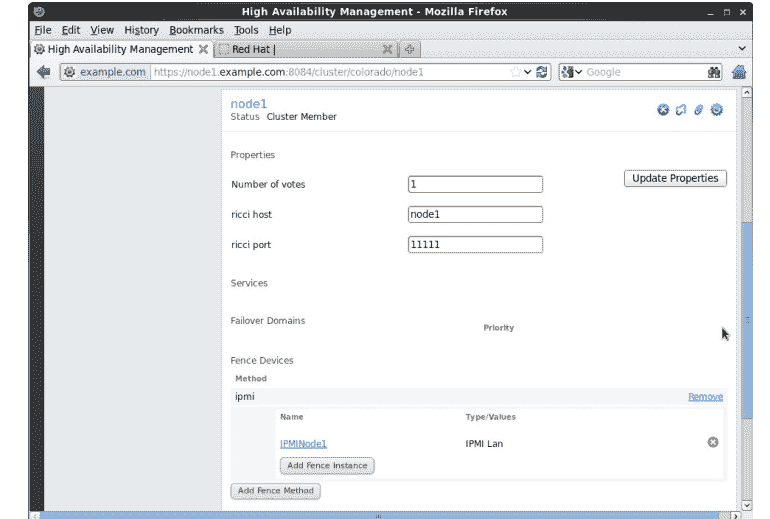 High Availability Management - Mozilla Firefox
File Edit View History Bookmarks Tools Help
High Availability Management Red Hat |
example.com https://node1.example.com:8084/cluster/colorado/node1 Google
node1
Status Cluster Member
Properties
Number of votes 1 Update Properties
ricci host node1
ricci port 11111
Services
Failover Domains Priority
Fence Devices
Method
ipmi Remove
Name Type/Values
IPMINode1 IPMI Lan
Add Fence Instance
Add Fence Method